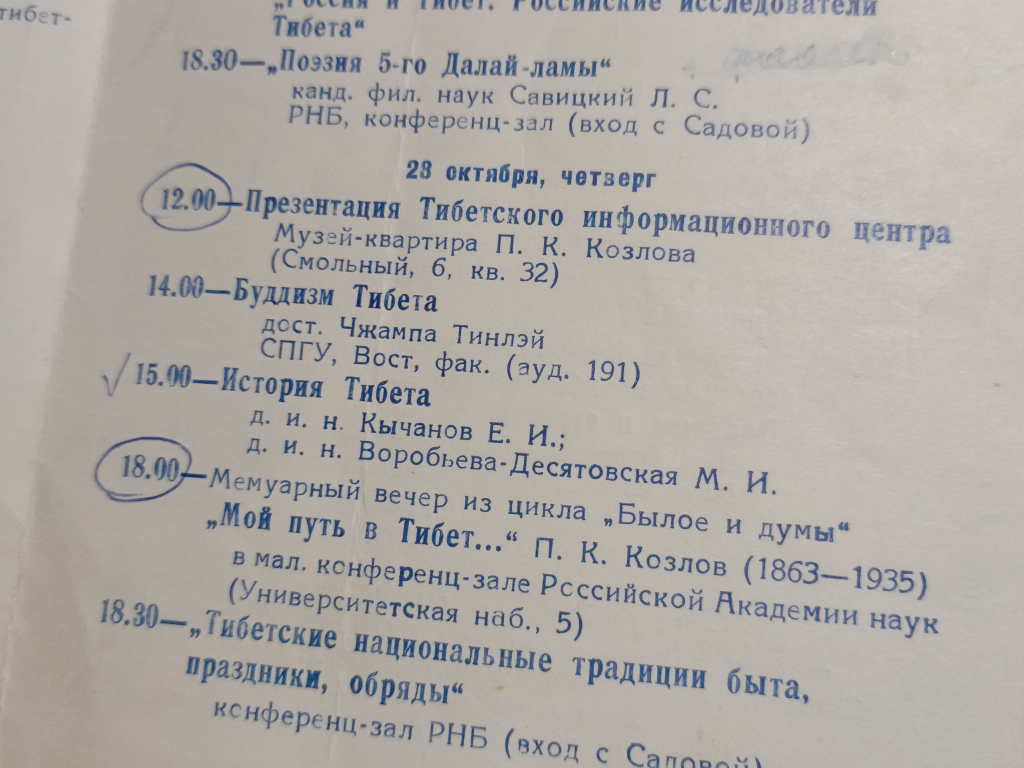 тибет-
„Россия и Тибет. Российские исследователи
Тибета“
18.30—„Поэзия 5-го Далай-ламы“
канд. фил. наук Савицкий Л. С.
РНБ, конференц-зал (вход с Садовой)
28 октября, четверг
12.00—Презентация Тибетского информационного центра
Музей-квартира П. К. Козлова
(Смольный, 6, кв. 32)
14.00—Буддизм Тибета
дост. Чжампа Тинлэй
СПГУ, Вост, фак. (ауд. 191)
15.00—История Тибета
д. и. н. Кычанов Е. И.;
д. и. н. Воробьева-Десятовская М. И.
18.00—Мемуарный вечер из цикла „Былое и думы“
„Мой путь в Тибет...“ П. К. Козлов (1863—1935)
в мал. конференц-зале Российской Академии наук
(Университетская наб., 5)
18.30—„Тибетские национальные традиции быта,
праздники, обряды“
конференц-зал РНБ (вход с Садовой)